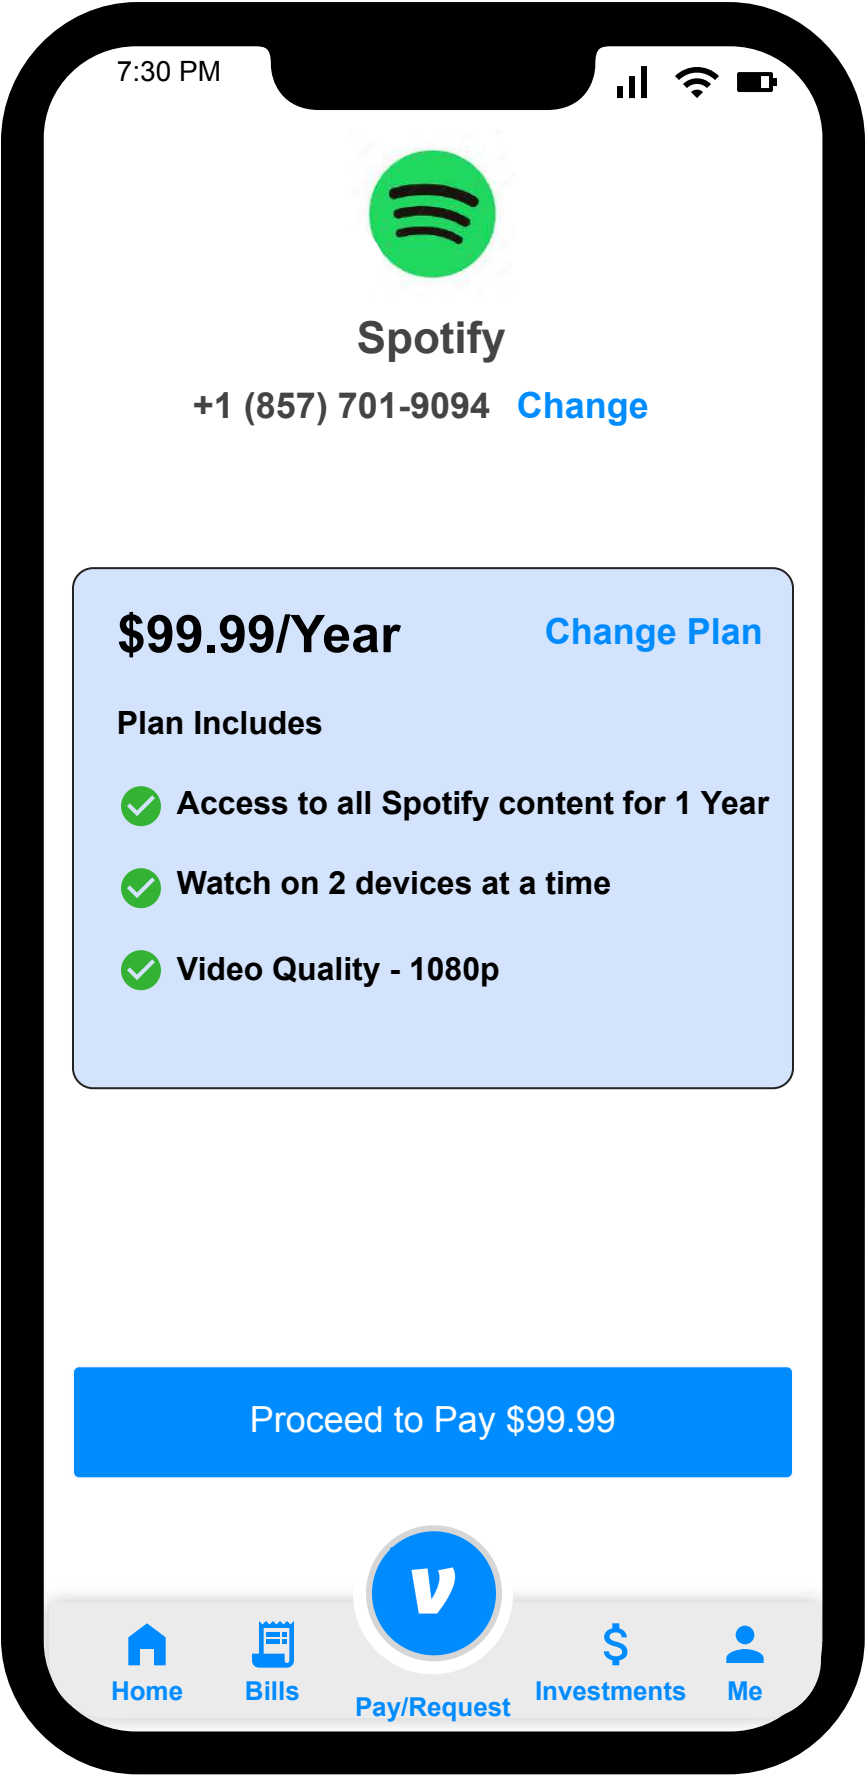 7:30 PM
Spotify
+1 (857) 701-9094 Change
$99.99/Year Change Plan
Plan Includes
Access to all Spotify content for 1 Year
Watch on 2 devices at a time
Video Quality - 1080p
Proceed to Pay $99.99
V
Home Bills Pay/Request Investments Me